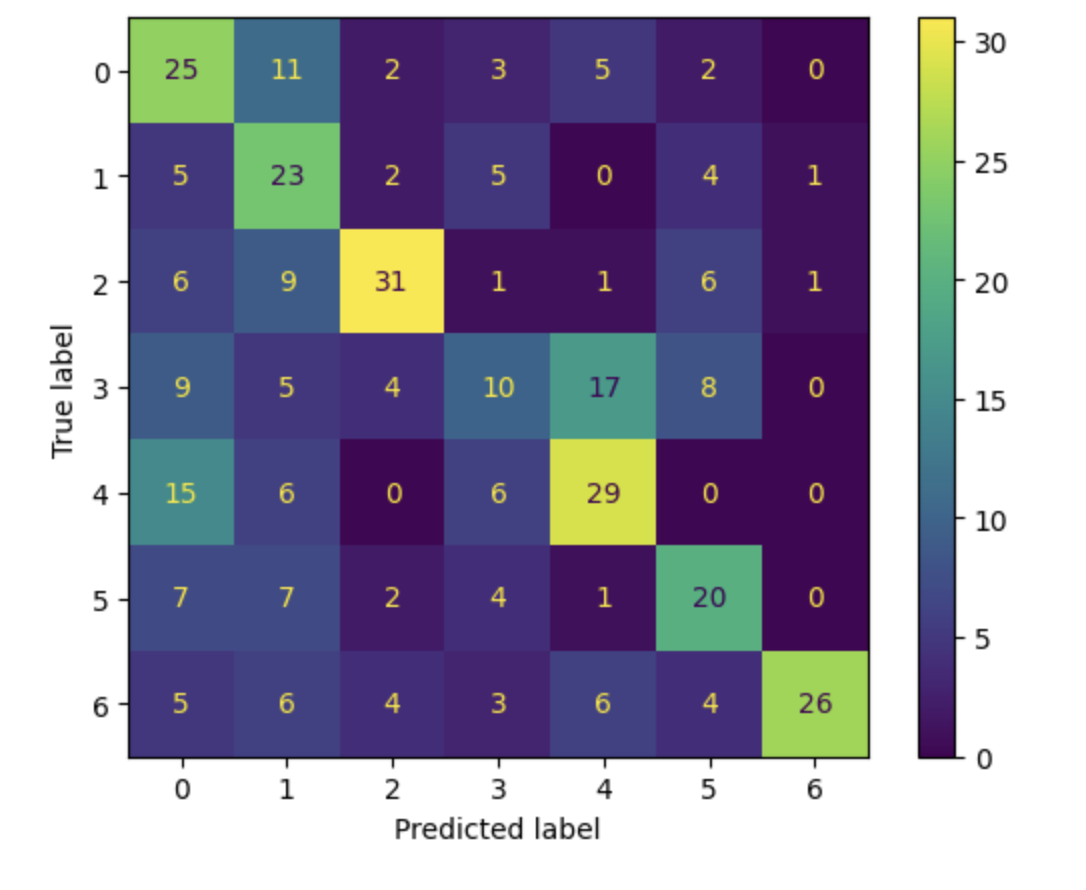 0 25 11 2 3 5 2 0
1 5 23 2 5 0 4 1
2 6 9 31 1 1 6 1
3 9 5 4 10 17 8 0
4 15 6 0 6 29 0 0
5 7 7 2 4 1 20 0
6 5 6 4 3 6 4 26
0 1 2 3 4 5 6
Predicted label
True label
30
25
20
15
10
5
0